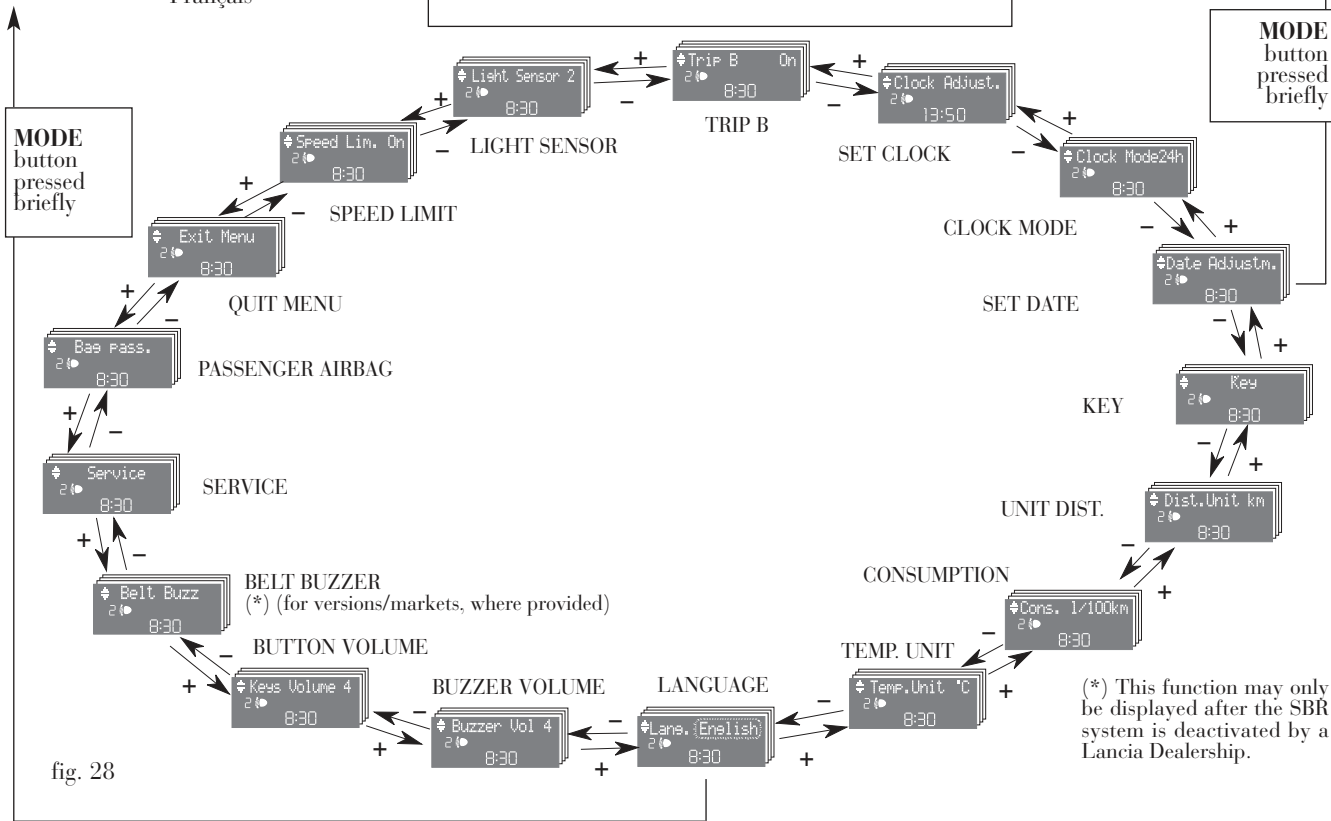 Français
MODE
button
pressed
briefly
MODE
button
pressed
briefly
Trip B On
8:30
TRIP B
Light Sensor 2
8:30
LIGHT SENSOR
Clock Adjust.
13:50
SET CLOCK
Speed Lim. On
8:30
SPEED LIMIT
Clock Mode24h
8:30
CLOCK MODE
Exit Menu
8:30
QUIT MENU
Date Adjustm.
8:30
SET DATE
Bag pass.
8:30
PASSENGER AIRBAG
Key
8:30
KEY
Service
8:30
SERVICE
Dist.Unit km
8:30
UNIT DIST.
Belt Buzz
8:30
BELT BUZZER
(*) (for versions/markets, where provided)
Cons. l/100km
8:30
CONSUMPTION
BUTTON VOLUME
Keys Volume 4
8:30
BUZZER VOLUME
Buzzer Vol 4
8:30
LANGUAGE
Lang. English
8:30
TEMP. UNIT
Temp.Unit °C
8:30
(*) This function may only
be displayed after the SBR
system is deactivated by a
Lancia Dealership.
fig. 28